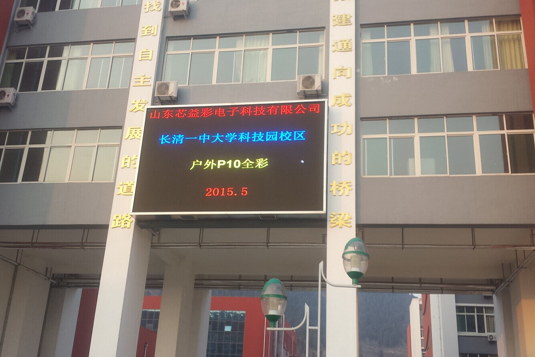 找到自主发展的道路
山东芯益彩电子科技有限公司
长清一中大学科技园校区
户外P10全彩
2015.5
建通向成功的桥梁